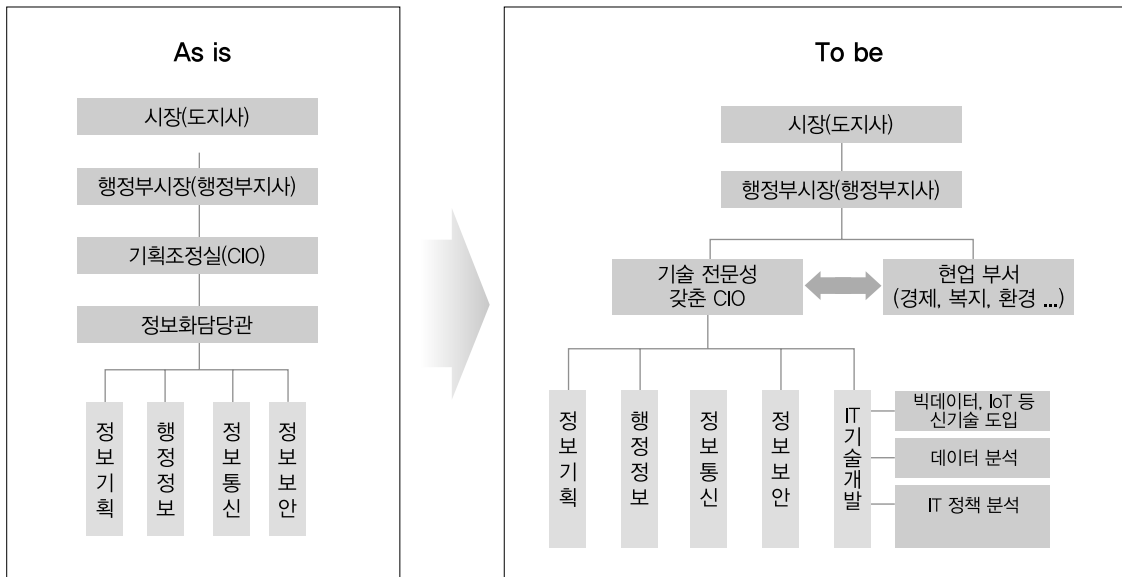 As is
시장(도지사)
행정부시장(행정부지사)
기획조정실(CIO)
정보화담당관
정보기획
행정정보
정보통신
정보보안
To be
시장(도지사)
행정부시장(행정부지사)
기술 전문성
갖춘 CIO
현업 부서
(경제, 복지, 환경 ...)
정보기획
행정정보
정보통신
정보보안
IT기술개발
빅데이터, IoT 등
신기술 도입
데이터 분석
IT 정책 분석